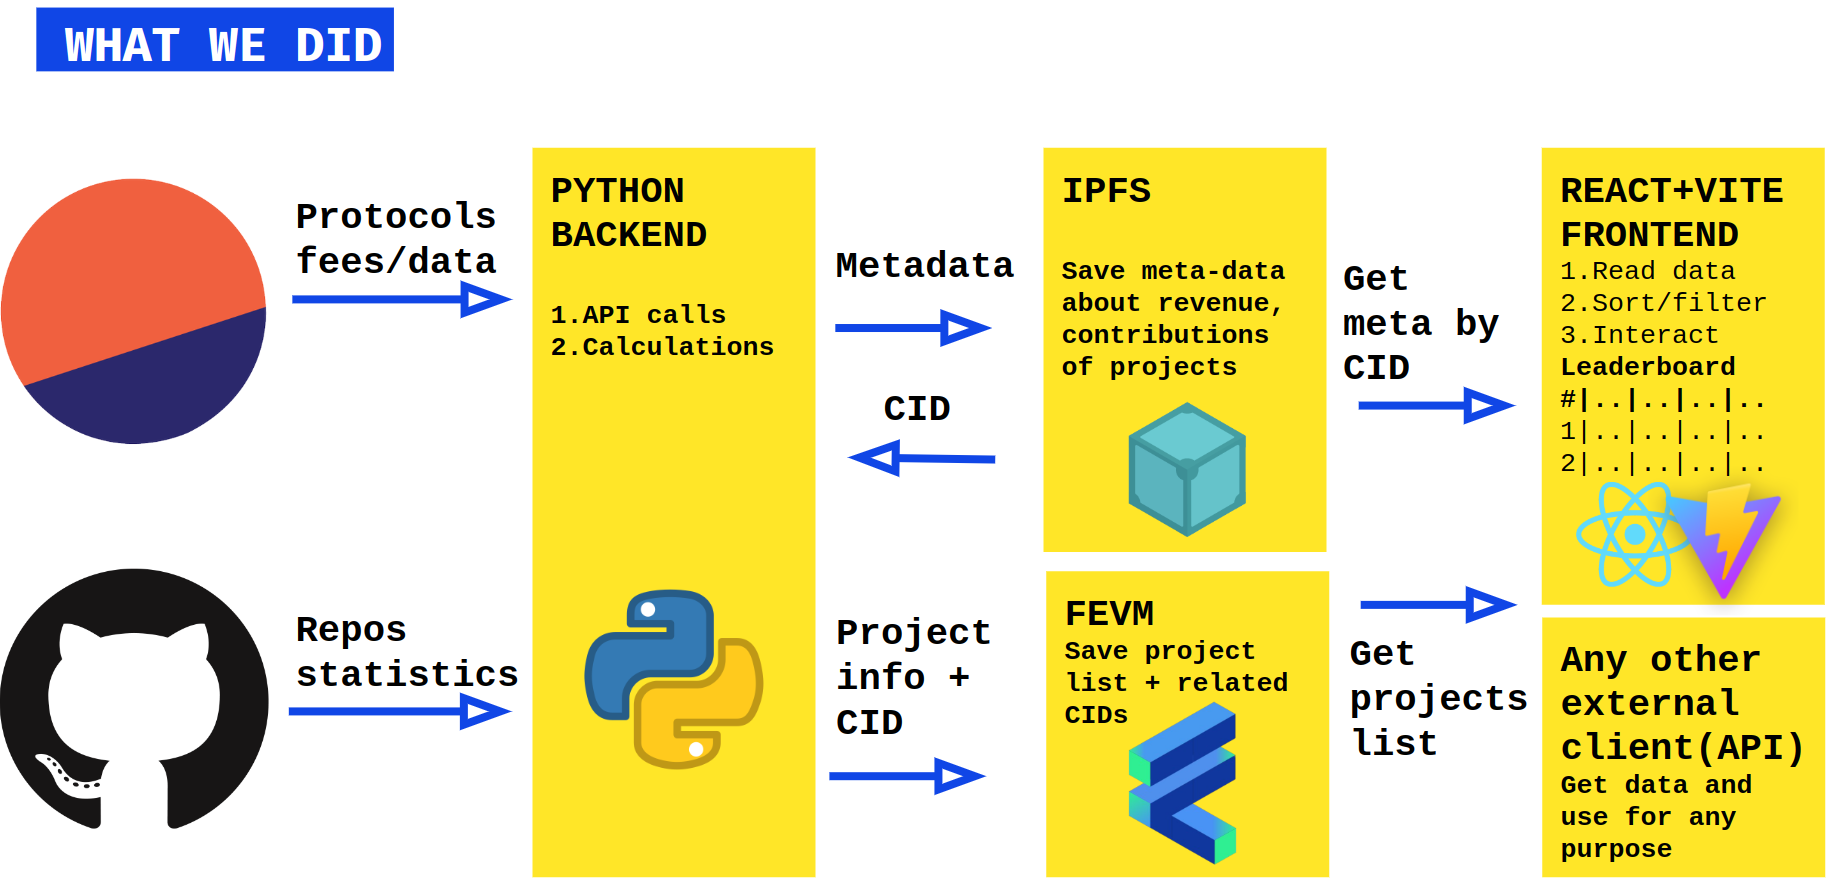 WHAT WE DID
Protocols
fees/data
Repos
statistics
PYTHON
BACKEND
1.API calls
2.Calculations
Metadata
CID
Project
info +
CID
IPFS
Save meta-data
about revenue,
contributions
of projects
FEVM
Save project
list + related
CIDs
Get
meta by
CID
Get
projects
list
REACT+VITE
FRONTEND
1.Read data
2.Sort/filter
3.Interact
Leaderboard
#|..|..|..|..
1|..|..|..|..
2|..|..|..|..
Any other
external
client(API)
Get data and
use for any
purpose